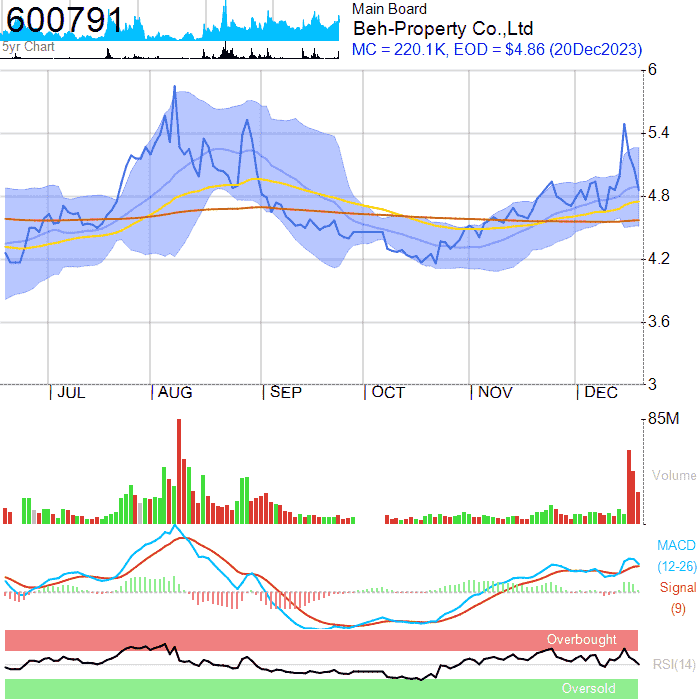 600791
5yr Chart
Main Board
Beh-Property Co.,Ltd
MC = 220.1K, EOD = $4.86 (20Dec2023)
6
5.4
4.8
4.2
3.6
3
JUL
AUG
SEP
OCT
NOV
DEC
85M
Volume
MACD
(12-26)
Signal
(9)
Overbought
RSI(14)
Oversold